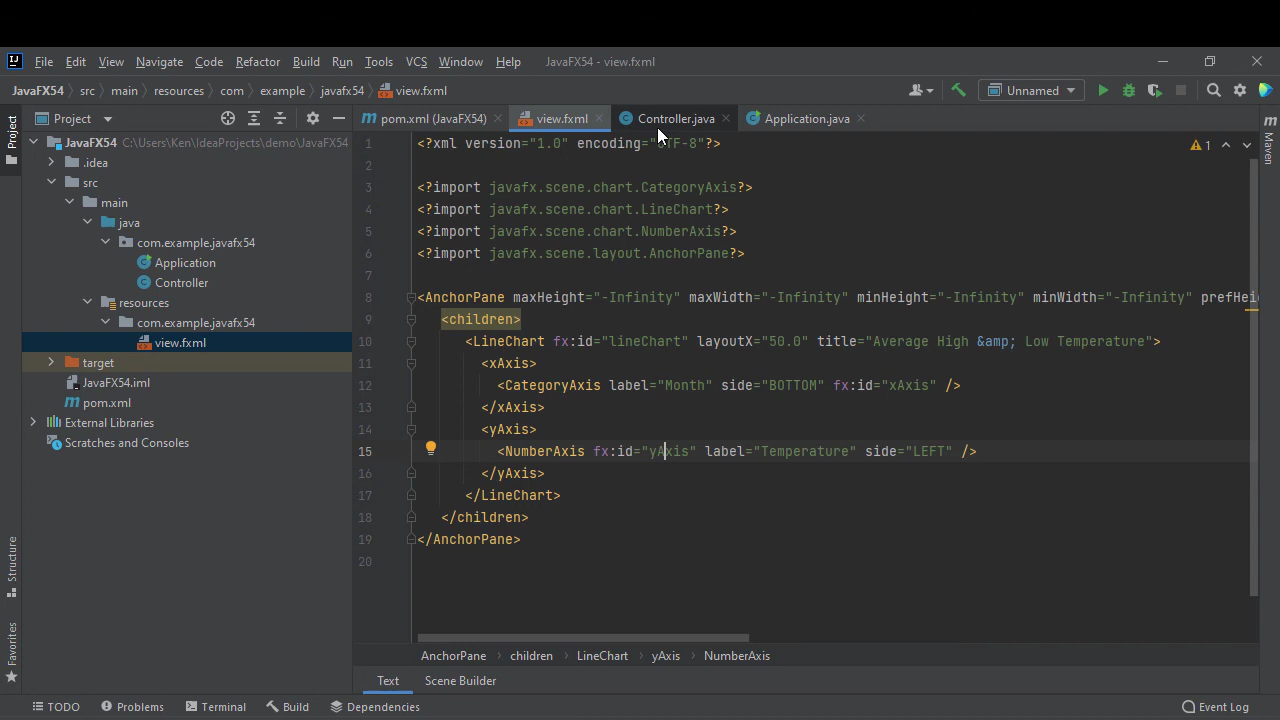 File Edit View Navigate Code Refactor Build Run Tools VCS Window Help JavaFX54 - view.fxml
JavaFX54 src main resources com example javafx54 view.fxml Unnamed
Project
Project
pom.xml (JavaFX54) view.fxml Controller.java Application.java
Maven
JavaFX54 C:\Users\Ken\IdeaProjects\demo\JavaFX54
.idea
src
main
java
com.example.javafx54
Application
Controller
resources
com.example.javafx54
view.fxml
target
JavaFX54.iml
pom.xml
External Libraries
Scratches and Consoles
1 <?xml version="1.0" encoding="UTF-8"?> 1
2
3 <?import javafx.scene.chart.CategoryAxis?>
4 <?import javafx.scene.chart.LineChart?>
5 <?import javafx.scene.chart.NumberAxis?>
6 <?import javafx.scene.layout.AnchorPane?>
7
8 <AnchorPane maxHeight="-Infinity" maxWidth="-Infinity" minHeight="-Infinity" minWidth="-Infinity" prefHei
9 <children>
10 <LineChart fx:id="lineChart" layoutX="50.0" title="Average High &amp; Low Temperature">
11 <xAxis>
12 <CategoryAxis label="Month" side="BOTTOM" fx:id="xAxis" />
13 </xAxis>
14 <yAxis>
15 <NumberAxis fx:id="yAxis" label="Temperature" side="LEFT" />
16 </yAxis>
17 </LineChart>
18 </children>
19 </AnchorPane>
20
AnchorPane children LineChart yAxis NumberAxis
Text Scene Builder
Structure
Favorites
TODO Problems Terminal Build Dependencies Event Log